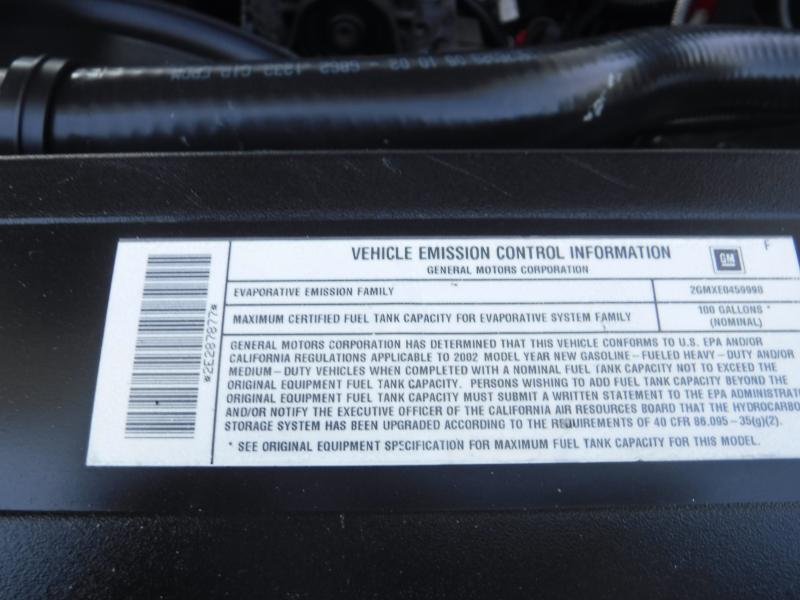 VEHICLE EMISSION CONTROL INFORMATION
GENERAL MOTORS CORPORATION
GM
F
EVAPORATIVE EMISSION FAMILY
2GMXE0459998
MAXIMUM CERTIFIED FUEL TANK CAPACITY FOR EVAPORATIVE SYSTEM FAMILY
100 GALLONS *
(NOMINAL)
*2E287877*
GENERAL MOTORS CORPORATION HAS DETERMINED THAT THIS VEHICLE CONFORMS TO U.S. EPA AND/OR
CALIFORNIA REGULATIONS APPLICABLE TO 2002 MODEL YEAR NEW GASOLINE-FUELED HEAVY-DUTY AND/OR
MEDIUM-DUTY VEHICLES WHEN COMPLETED WITH A NOMINAL FUEL TANK CAPACITY NOT TO EXCEED THE
ORIGINAL EQUIPMENT FUEL TANK CAPACITY. PERSONS WISHING TO ADD FUEL TANK CAPACITY BEYOND THE
ORIGINAL EQUIPMENT FUEL TANK CAPACITY MUST SUBMIT A WRITTEN STATEMENT TO THE EPA ADMINISTRAT
AND/OR NOTIFY THE EXECUTIVE OFFICER OF THE CALIFORNIA AIR RESOURCES BOARD THAT THE HYDROCARBO
STORAGE SYSTEM HAS BEEN UPGRADED ACCORDING TO THE REQUIREMENTS OF 40 CFR 86.095-35(g)(2).
* SEE ORIGINAL EQUIPMENT SPECIFICATION FOR MAXIMUM FUEL TANK CAPACITY FOR THIS MODEL.